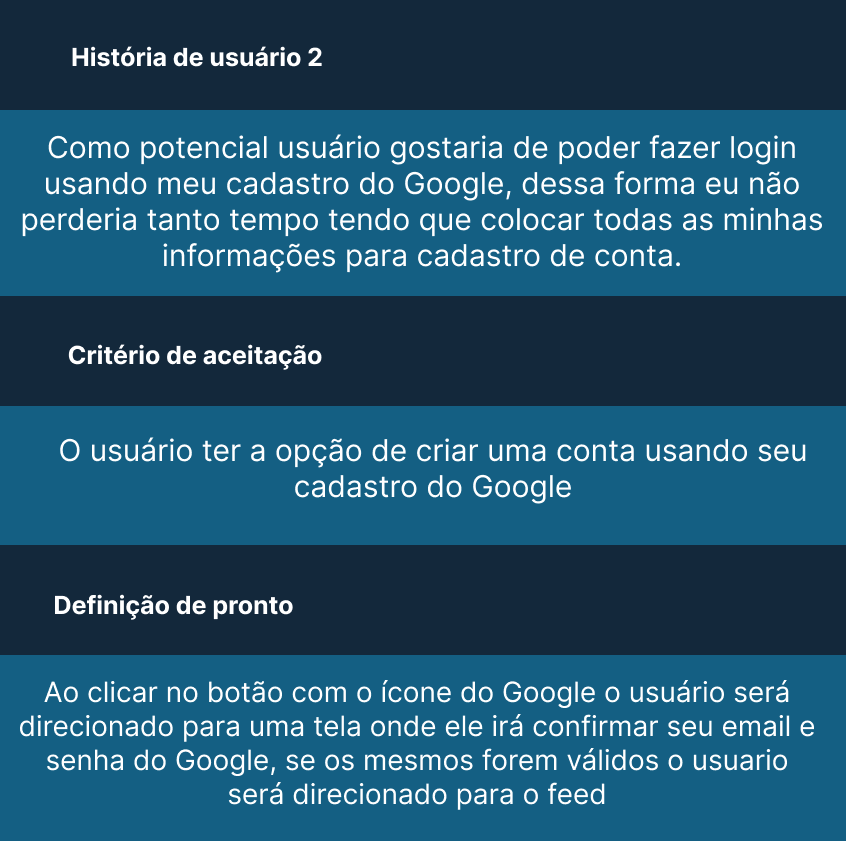 História de usuário 2
Como potencial usuário gostaria de poder fazer login
usando meu cadastro do Google, dessa forma eu não
perderia tanto tempo tendo que colocar todas as minhas
informações para cadastro de conta.
Critério de aceitação
O usuário ter a opção de criar uma conta usando seu
cadastro do Google
Definição de pronto
Ao clicar no botão com o ícone do Google o usuário será
direcionado para uma tela onde ele irá confirmar seu email e
senha do Google, se os mesmos forem válidos o usuario
será direcionado para o feed